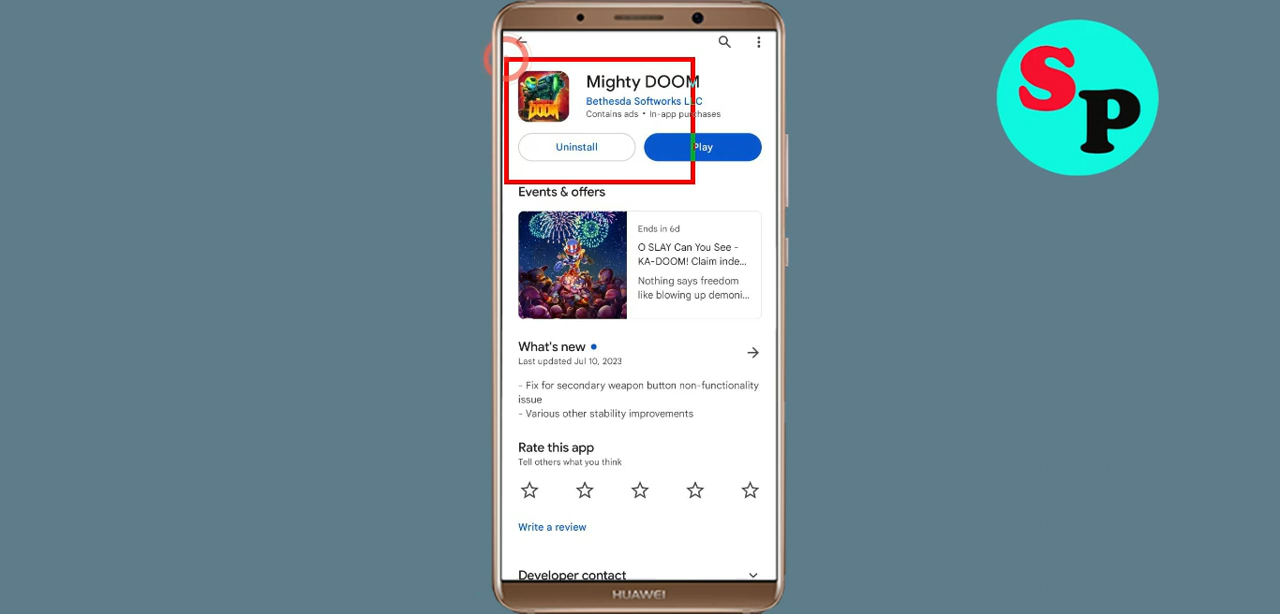 Mighty DOOM
Bethesda Softworks LLC
Contains ads • In-app purchases
DOOM
Uninstall
Play
Events & offers
Ends in 6d
O SLAY Can You See -
KA-DOOM! Claim inde...
Nothing says freedom
like blowing up demoni...
What's new
Last updated Jul 10, 2023
- Fix for secondary weapon button non-functionality
issue
- Various other stability improvements
Rate this app
Tell others what you think
Write a review
Developer contact
HUAWEI
SP